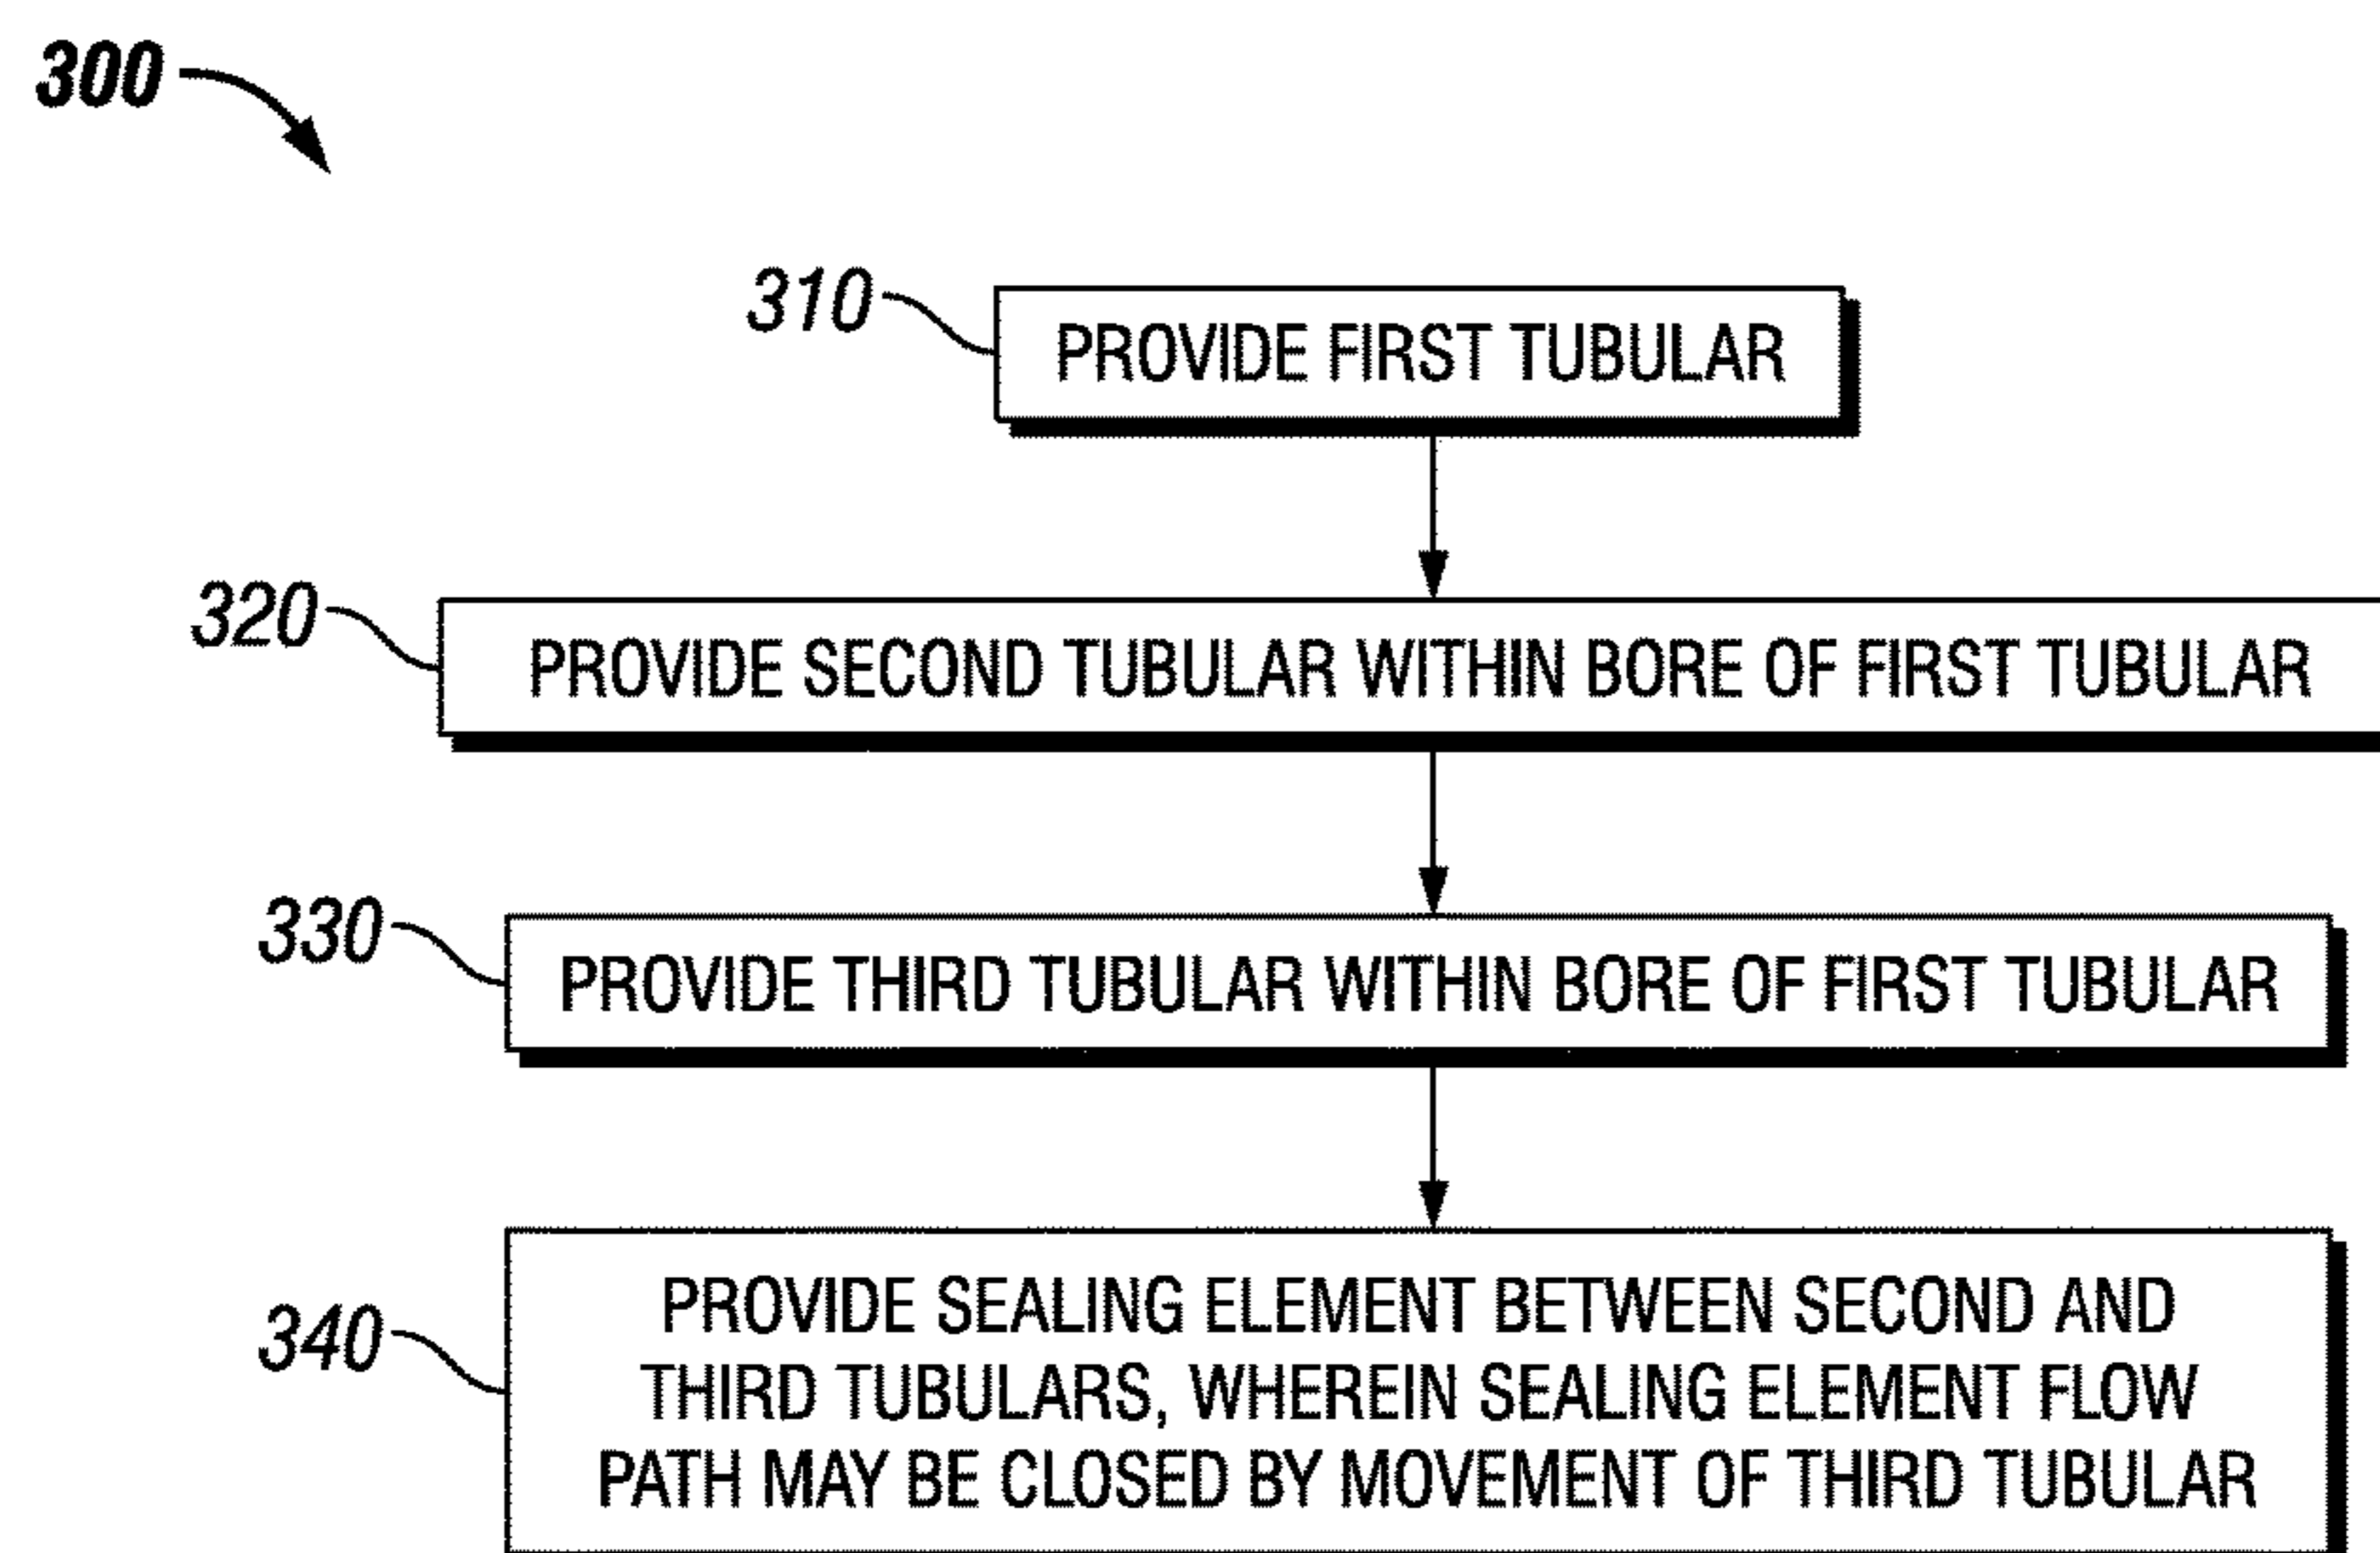 300
310
PROVIDE FIRST TUBULAR
320
PROVIDE SECOND TUBULAR WITHIN BORE OF FIRST TUBULAR
330
PROVIDE THIRD TUBULAR WITHIN BORE OF FIRST TUBULAR
340
PROVIDE SEALING ELEMENT BETWEEN SECOND AND
THIRD TUBULARS, WHEREIN SEALING ELEMENT FLOW
PATH MAY BE CLOSED BY MOVEMENT OF THIRD TUBULAR